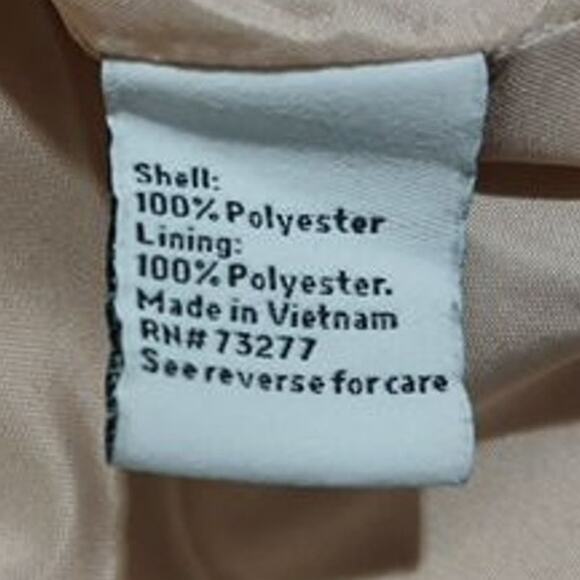 Shell:
100% Polyester
Lining:
100% Polyester.
Made in Vietnam
RN# 73277
See reverse for care